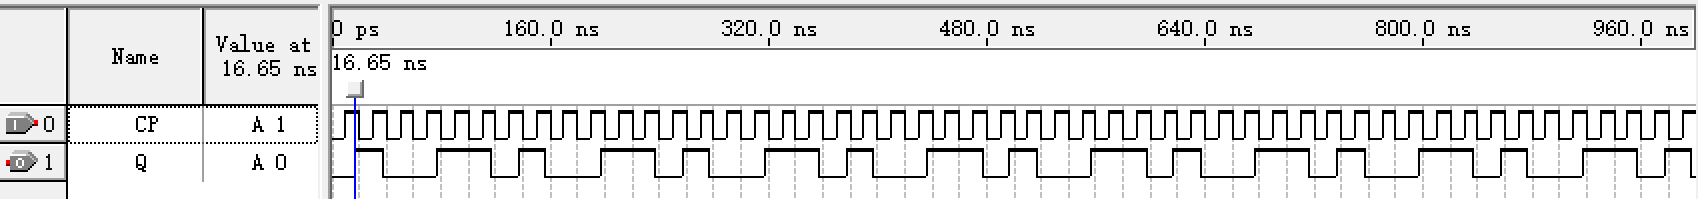 Name
Value at
16.65 ns
0 ps
160.0 ns
320.0 ns
480.0 ns
640.0 ns
800.0 ns
960.0 ns
16.65 ns
I 0 CP A 1
O 1 Q A 0